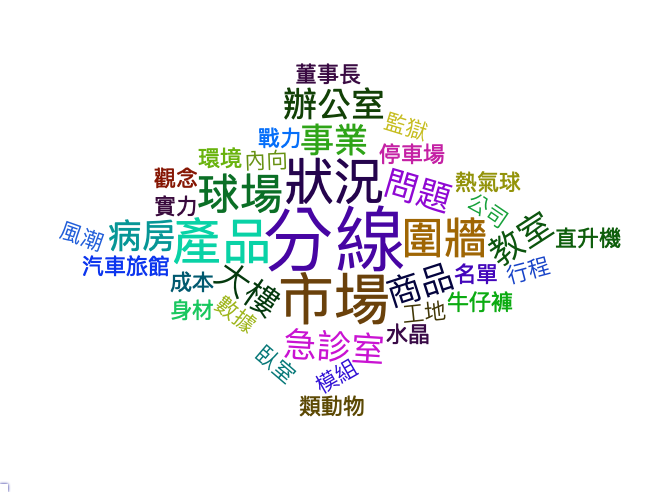 董事長
辦公室
監獄
戰力
事業
環境
內向
停車場
觀念
球場
狀況
問題
熱氣球
實力
公司
風潮
病房
產品
分線
圍牆
教室
直升機
汽車旅館
成本
大樓
市場
商品
名單
行程
身材
數據
工地
牛仔褲
急診室
水晶
臥室
模組
類動物